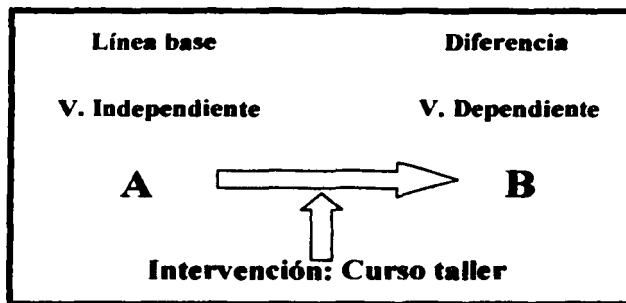 Línea base Diferencia
V. Independiente V. Dependiente
A B
Intervención: Curso taller